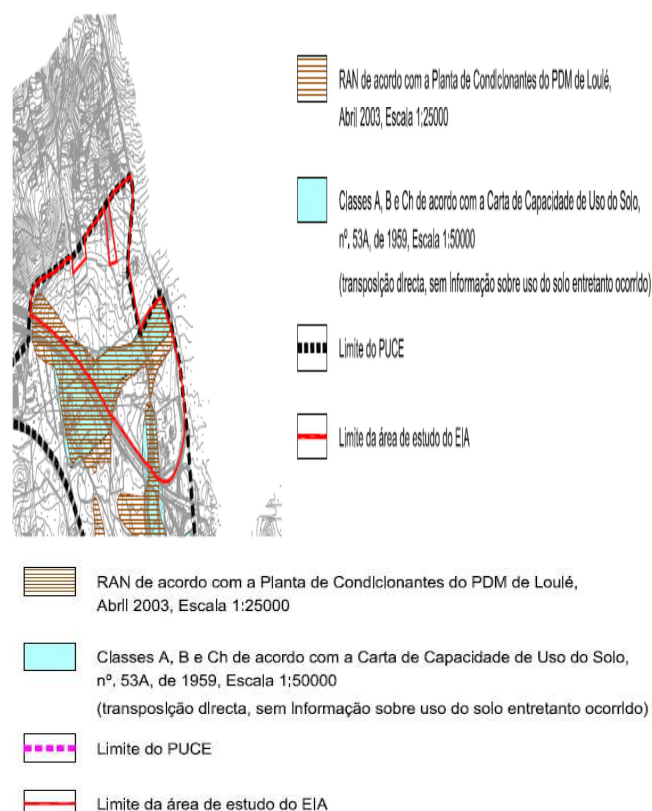 RAN de acordo com a Planta de Condicionantes do PDM de Loulé,
Abril 2003, Escala 1:25000
Classes A, B e Ch de acordo com a Carta de Capacidade de Uso do Solo,
nº. 53A, de 1959, Escala 1:50000
(transposição directa, sem informação sobre uso do solo entretanto ocorrido)
Limite do PUCE
Limite da área de estudo do EIA
RAN de acordo com a Planta de Condicionantes do PDM de Loulé,
Abril 2003, Escala 1:25000
Classes A, B e Ch de acordo com a Carta de Capacidade de Uso do Solo,
nº. 53A, de 1959, Escala 1:50000
(transposição directa, sem informação sobre uso do solo entretanto ocorrido)
Limite do PUCE
Limite da área de estudo do EIA